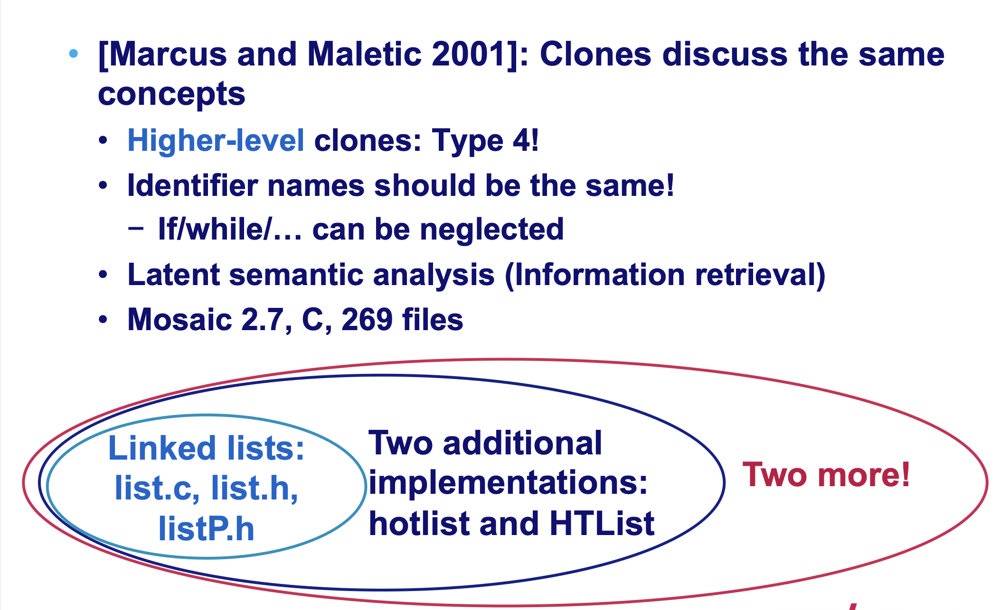 • [Marcus and Maletic 2001]: Clones discuss the same
concepts
• Higher-level clones: Type 4!
• Identifier names should be the same!
– If/while/… can be neglected
• Latent semantic analysis (Information retrieval)
• Mosaic 2.7, C, 269 files
Linked lists:
list.c, list.h,
listP.h
Two additional
implementations:
hotlist and HTList
Two more!